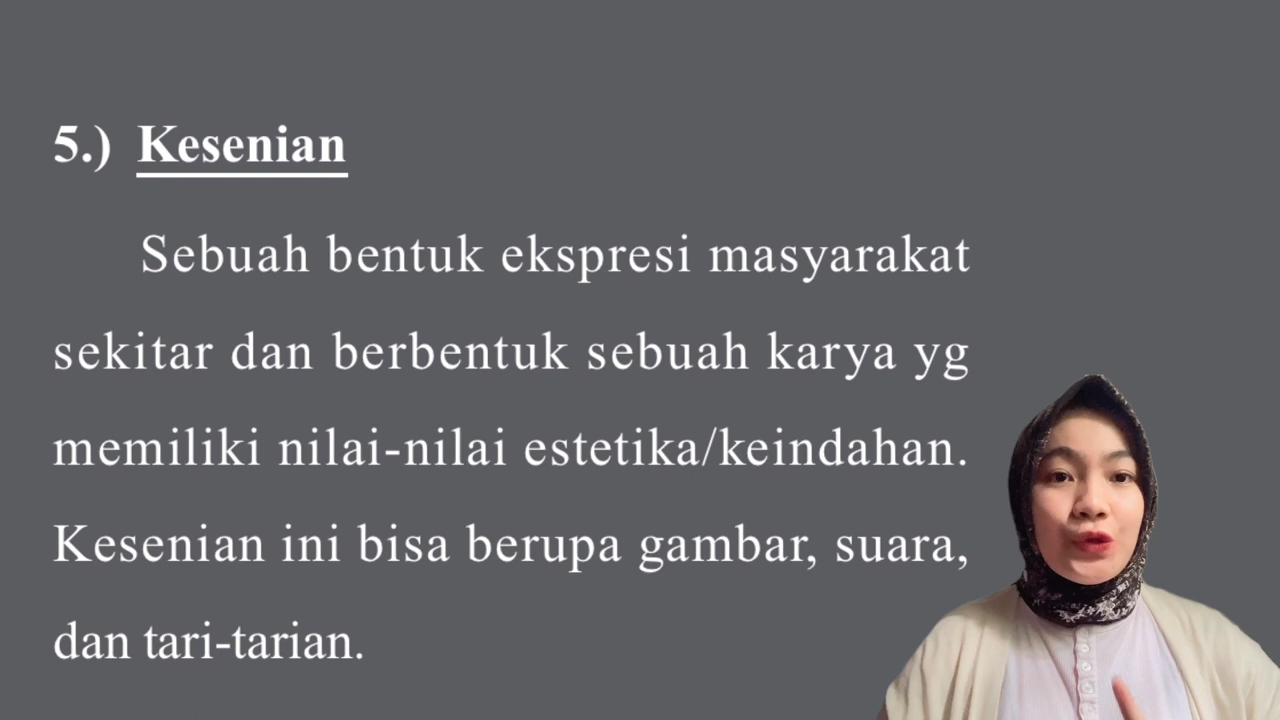 5.) Kesenian
Sebuah bentuk ekspresi masyarakat
sekitar dan berbentuk sebuah karya yg
memiliki nilai-nilai estetika/keindahan.
Kesenian ini bisa berupa gambar, suara,
dan tari-tarian.